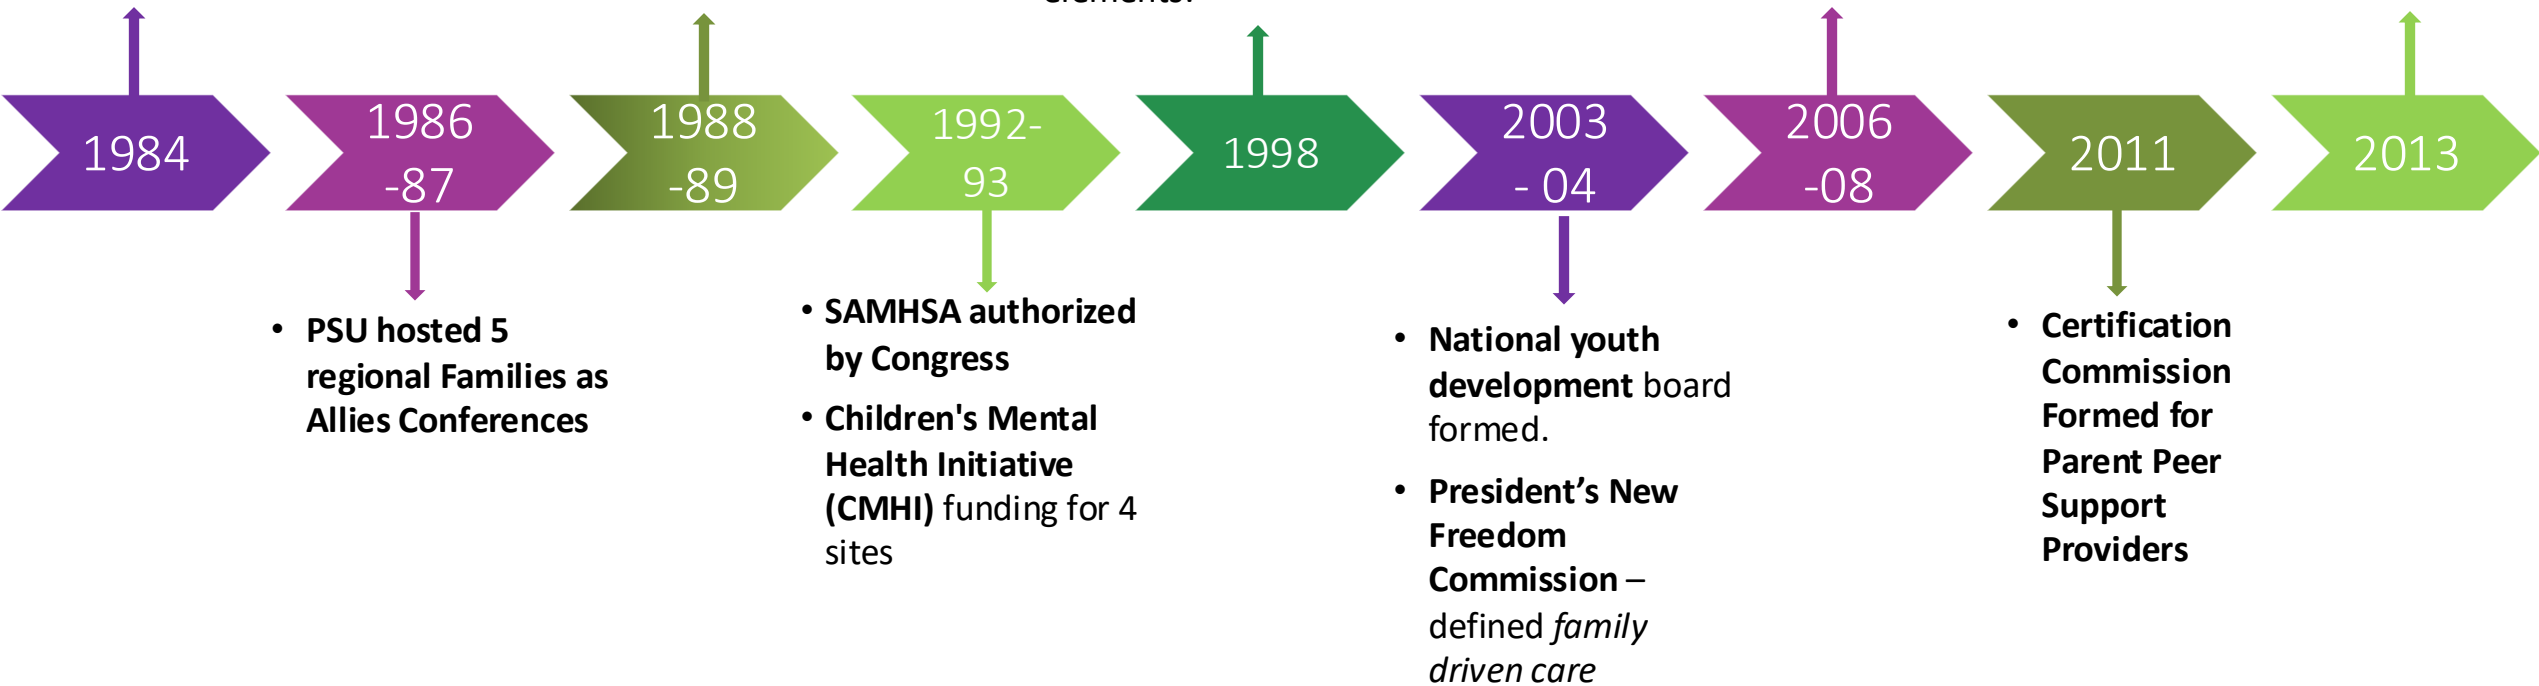 elements.
1984
1986
-87
1988
-89
1992-
93
1998
2003
- 04
2006
-08
2011
2013
• PSU hosted 5
regional Families as
Allies Conferences
• SAMHSA authorized
by Congress
• Children's Mental
Health Initiative
(CMHI) funding for 4
sites
• National youth
development board
formed.
• President’s New
Freedom
Commission –
defined family
driven care
• Certification
Commission
Formed for
Parent Peer
Support
Providers